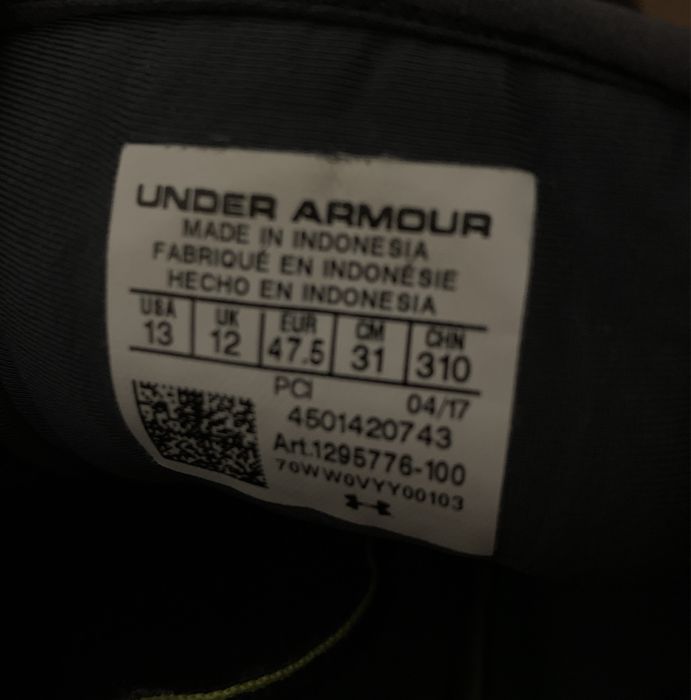 UNDER ARMOUR
MADE IN INDONESIA
FABRIQUÉ EN INDONÉSIE
HECHO EN INDONESIA
USA UK EUR CM CHN
13 12 47.5 31 310
PCI 04/17
4501420743
Art.1295776-100
70WW0VYY00103